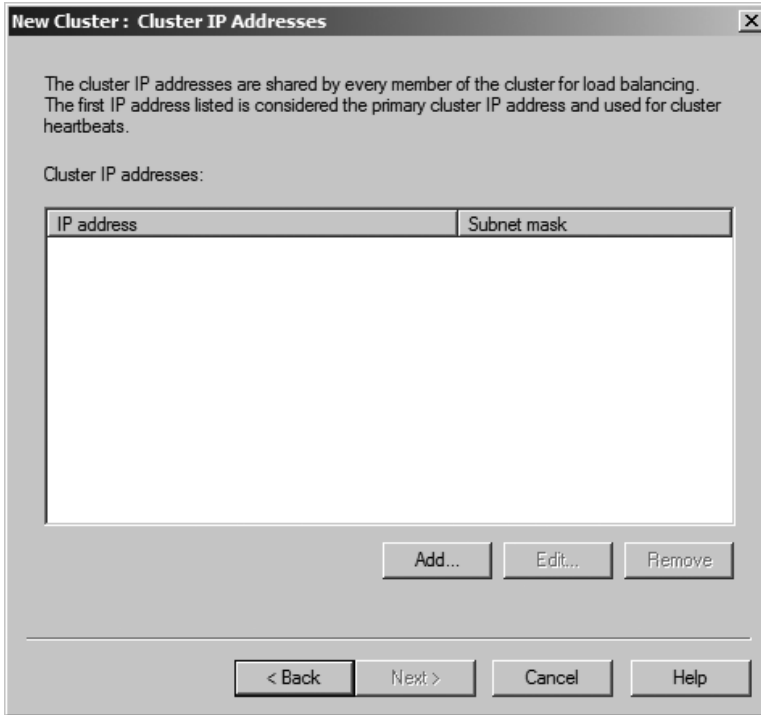 New Cluster : Cluster IP Addresses
The cluster IP addresses are shared by every member of the cluster for load balancing.
The first IP address listed is considered the primary cluster IP address and used for cluster
heartbeats.
Cluster IP addresses:
IP address Subnet mask
Add... Edit... Remove
< Back Next > Cancel Help